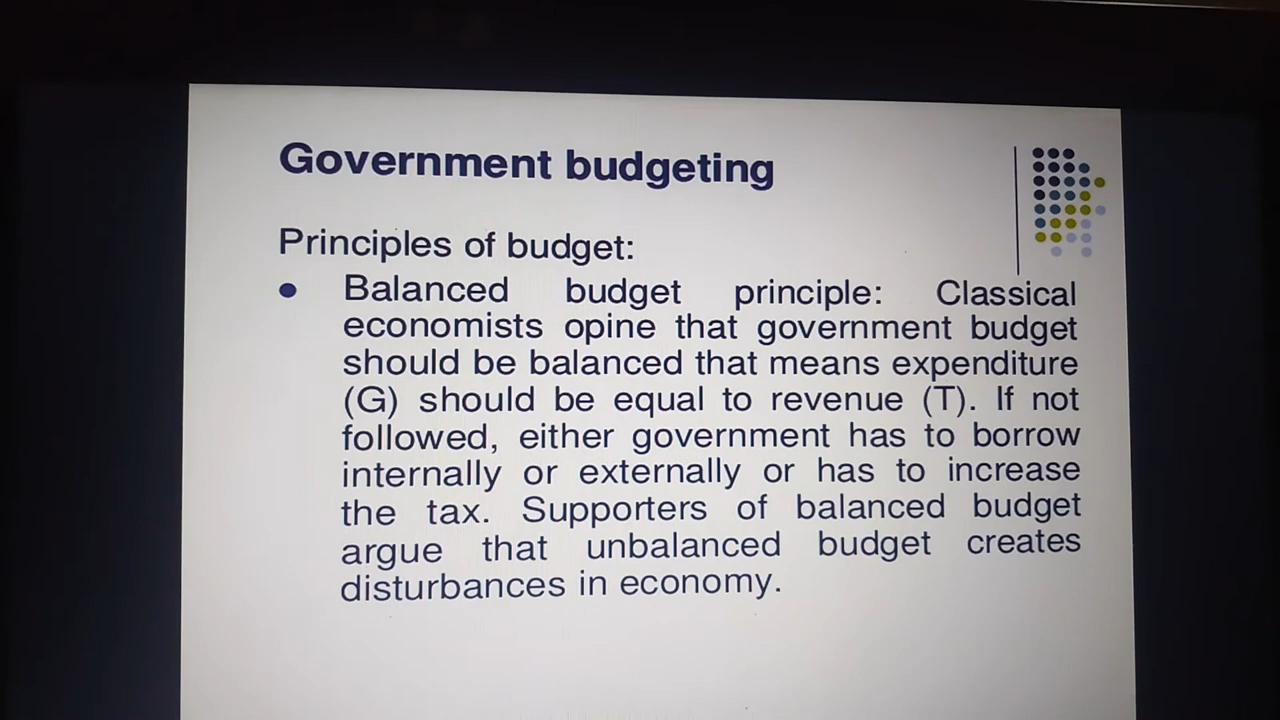 Government budgeting
Principles of budget:
● Balanced budget principle: Classical
economists opine that government budget
should be balanced that means expenditure
(G) should be equal to revenue (T). If not
followed, either government has to borrow
internally or externally or has to increase
the tax. Supporters of balanced budget
argue that unbalanced budget creates
disturbances in economy.